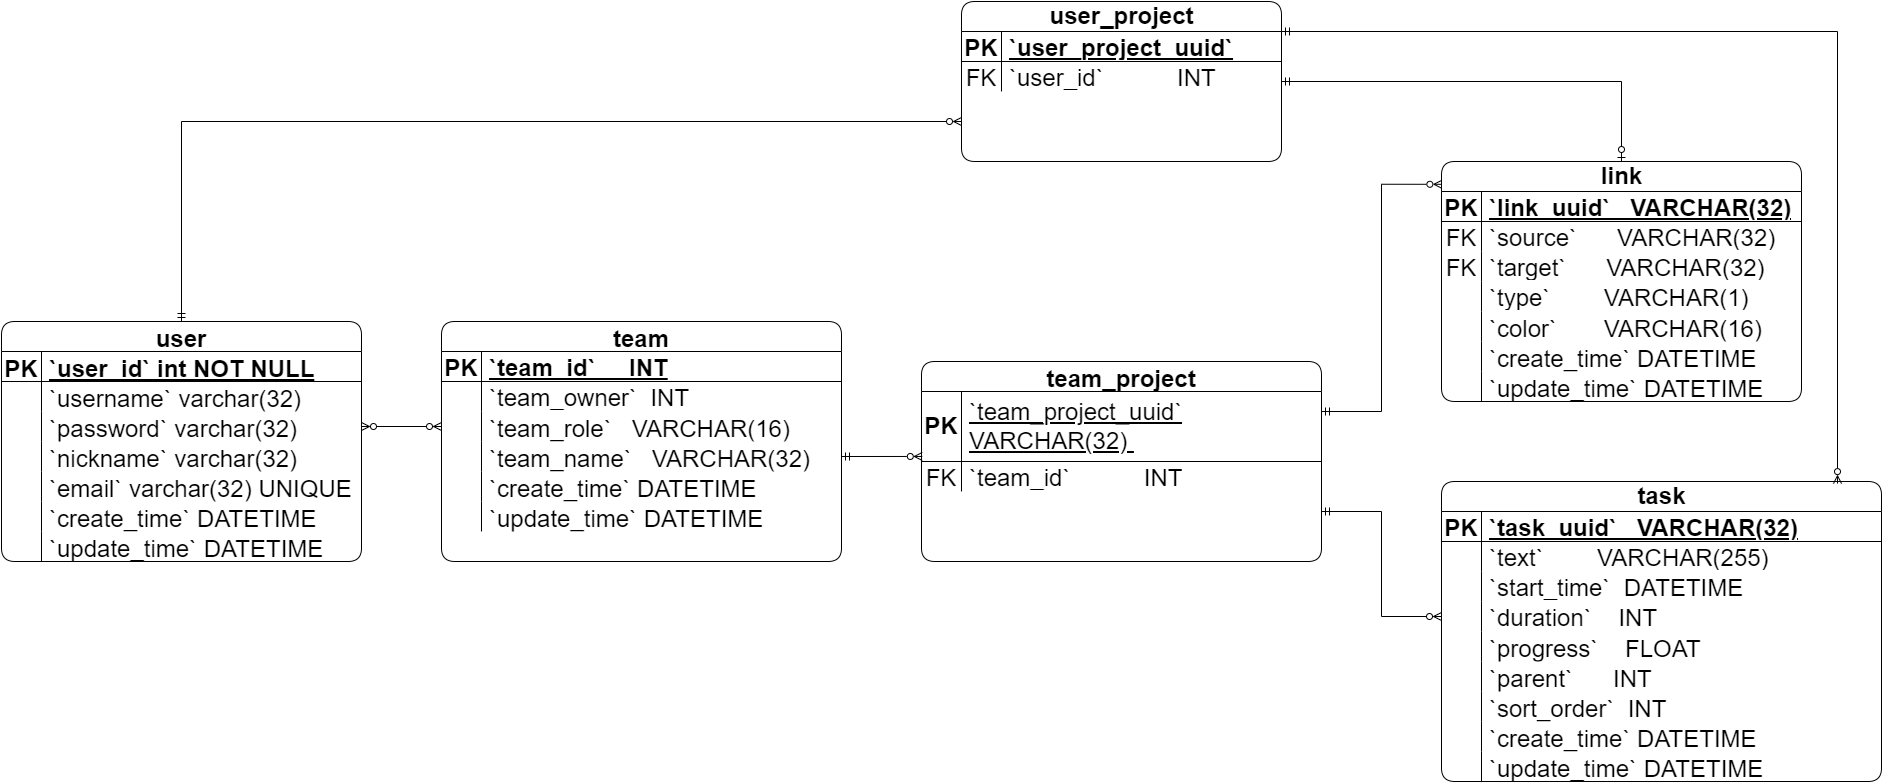 user_project
PK `user_project_uuid`
FK `user_id` INT
link
PK `link_uuid` VARCHAR(32)
FK `source` VARCHAR(32)
FK `target` VARCHAR(32)
`type` VARCHAR(1)
`color` VARCHAR(16)
`create_time` DATETIME
`update_time` DATETIME
user
PK `user_id` int NOT NULL
`username` varchar(32)
`password` varchar(32)
`nickname` varchar(32)
`email` varchar(32) UNIQUE
`create_time` DATETIME
`update_time` DATETIME
team
PK `team_id` INT
`team_owner` INT
`team_role` VARCHAR(16)
`team_name` VARCHAR(32)
`create_time` DATETIME
`update_time` DATETIME
team_project
PK `team_project_uuid`
VARCHAR(32)
FK `team_id` INT
task
PK `task_uuid` VARCHAR(32)
`text` VARCHAR(255)
`start_time` DATETIME
`duration` INT
`progress` FLOAT
`parent` INT
`sort_order` INT
`create_time` DATETIME
`update_time` DATETIME